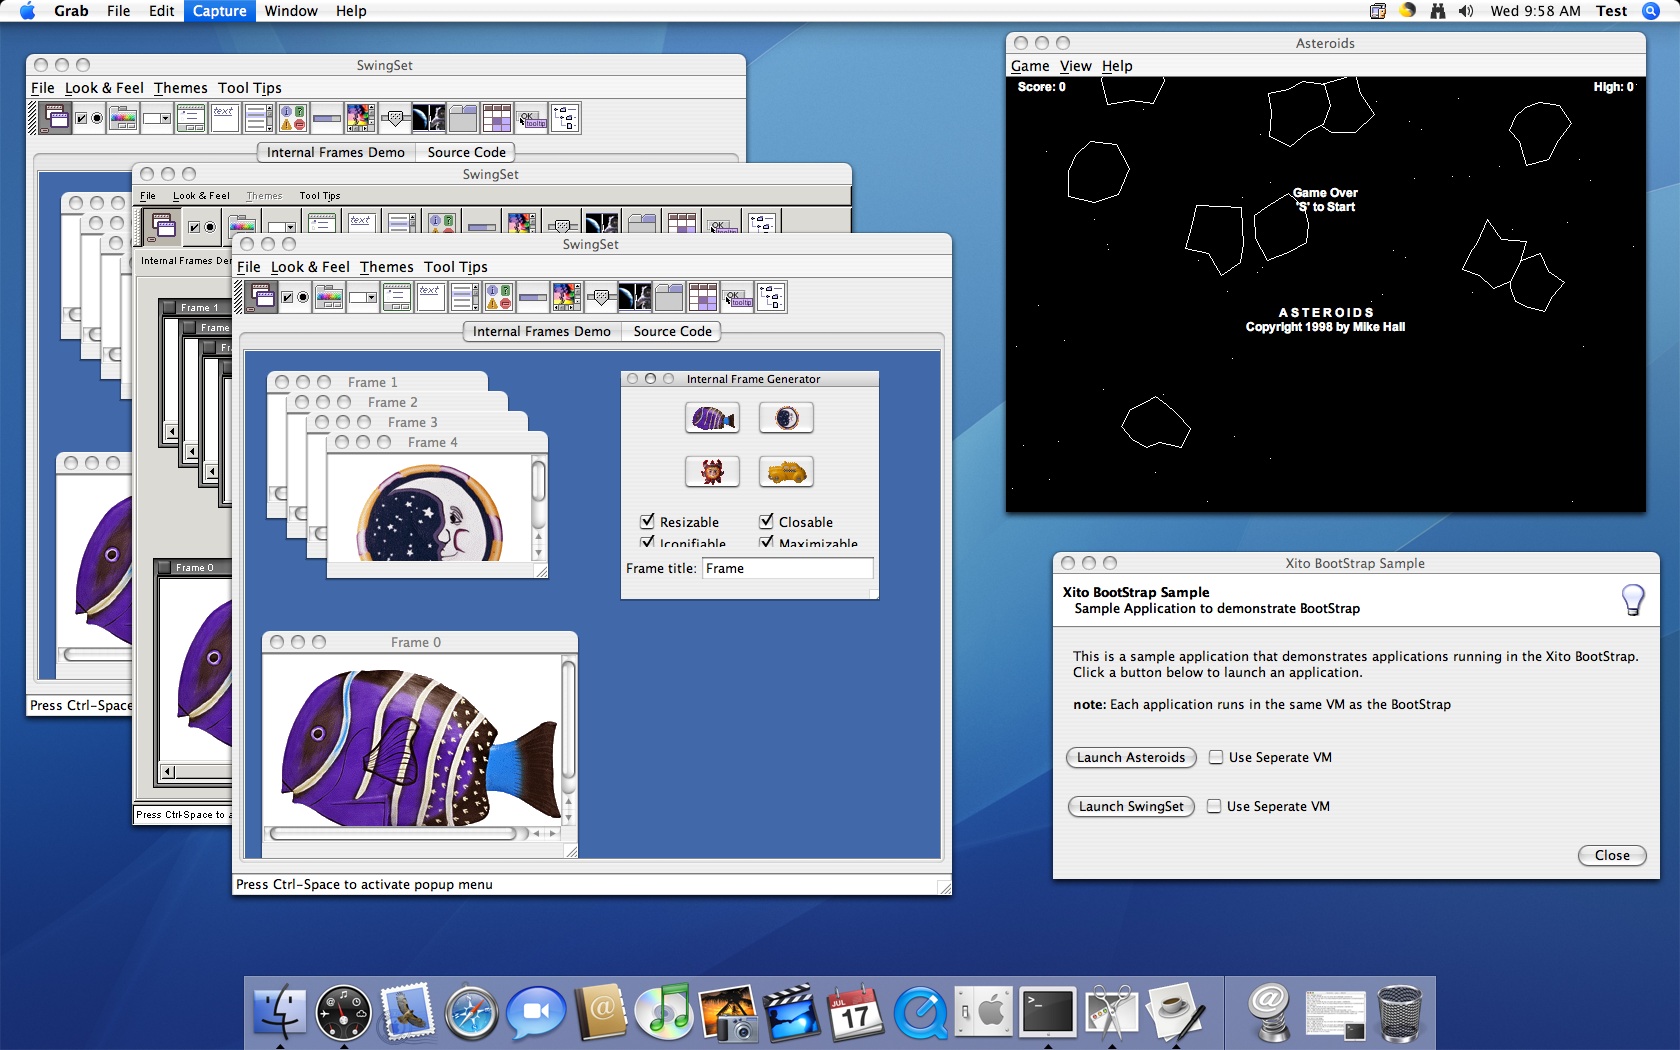 Grab File Edit Capture Window Help Wed 9:58 AM Test
SwingSet
File Look & Feel Themes Tool Tips
text
Internal Frames Demo Source Code
Press Ctrl-Space
SwingSet
File Look & Feel Themes Tool Tips
text
OK
tooltip
Internal Frames Der
Frame 1
Frame
Fr
Frame 0
Press Ctrl-Space to a
SwingSet
File Look & Feel Themes Tool Tips
text
OK
tooltip
Internal Frames Demo Source Code
Frame 1
Frame 2
Frame 3
Frame 4
Internal Frame Generator
Resizable Closable
Iconifiable Maximizable
Frame title: Frame
Frame 0
Press Ctrl-Space to activate popup menu
Asteroids
Game View Help
Score: 0 High: 0
Game Over
'S' to Start
ASTEROIDS
Copyright 1998 by Mike Hall
Xito BootStrap Sample
Xito BootStrap Sample
Sample Application to demonstrate BootStrap
This is a sample application that demonstrates applications running in the Xito BootStrap.
Click a button below to launch an application.
note: Each application runs in the same VM as the BootStrap
Launch Asteroids Use Seperate VM
Launch SwingSet Use Seperate VM
Close
JUL
17